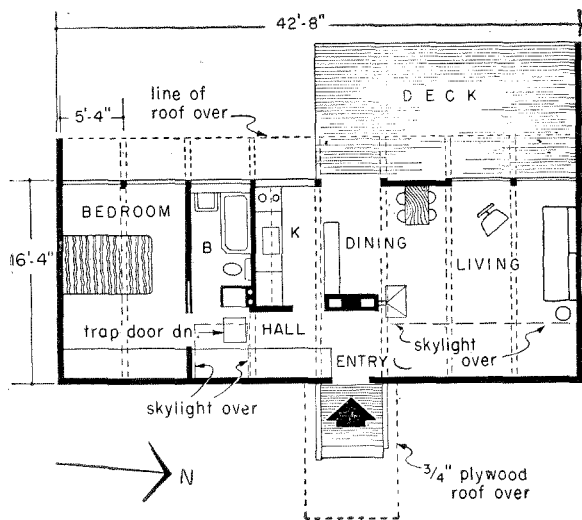 42'-8"
DECK
line of
roof over
5'-4"
BEDROOM
B
K
DINING
LIVING
16'-4"
trap door dn.
HALL
skylight
over
ENTRY
skylight over
N
3/4" plywood
roof over